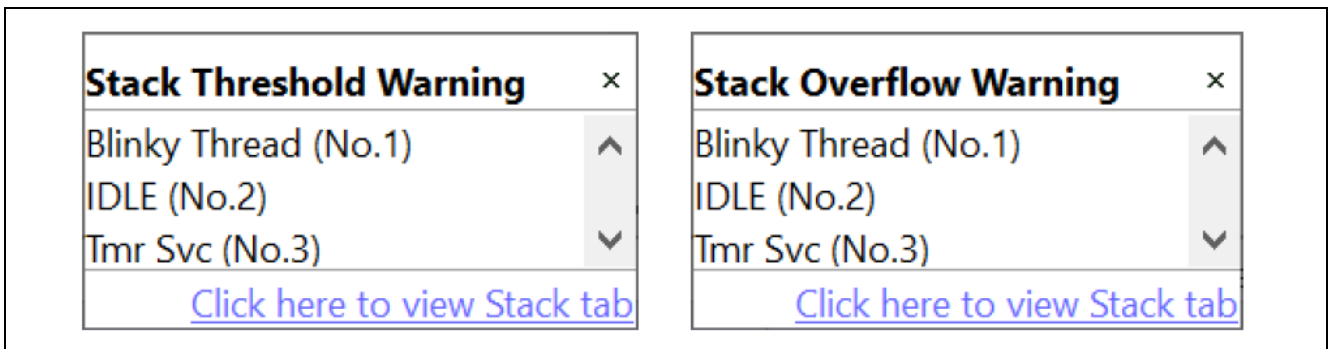 Stack Threshold Warning ×
Blinky Thread (No.1)
IDLE (No.2)
Tmr Svc (No.3)
Click here to view Stack tab
Stack Overflow Warning ×
Blinky Thread (No.1)
IDLE (No.2)
Tmr Svc (No.3)
Click here to view Stack tab